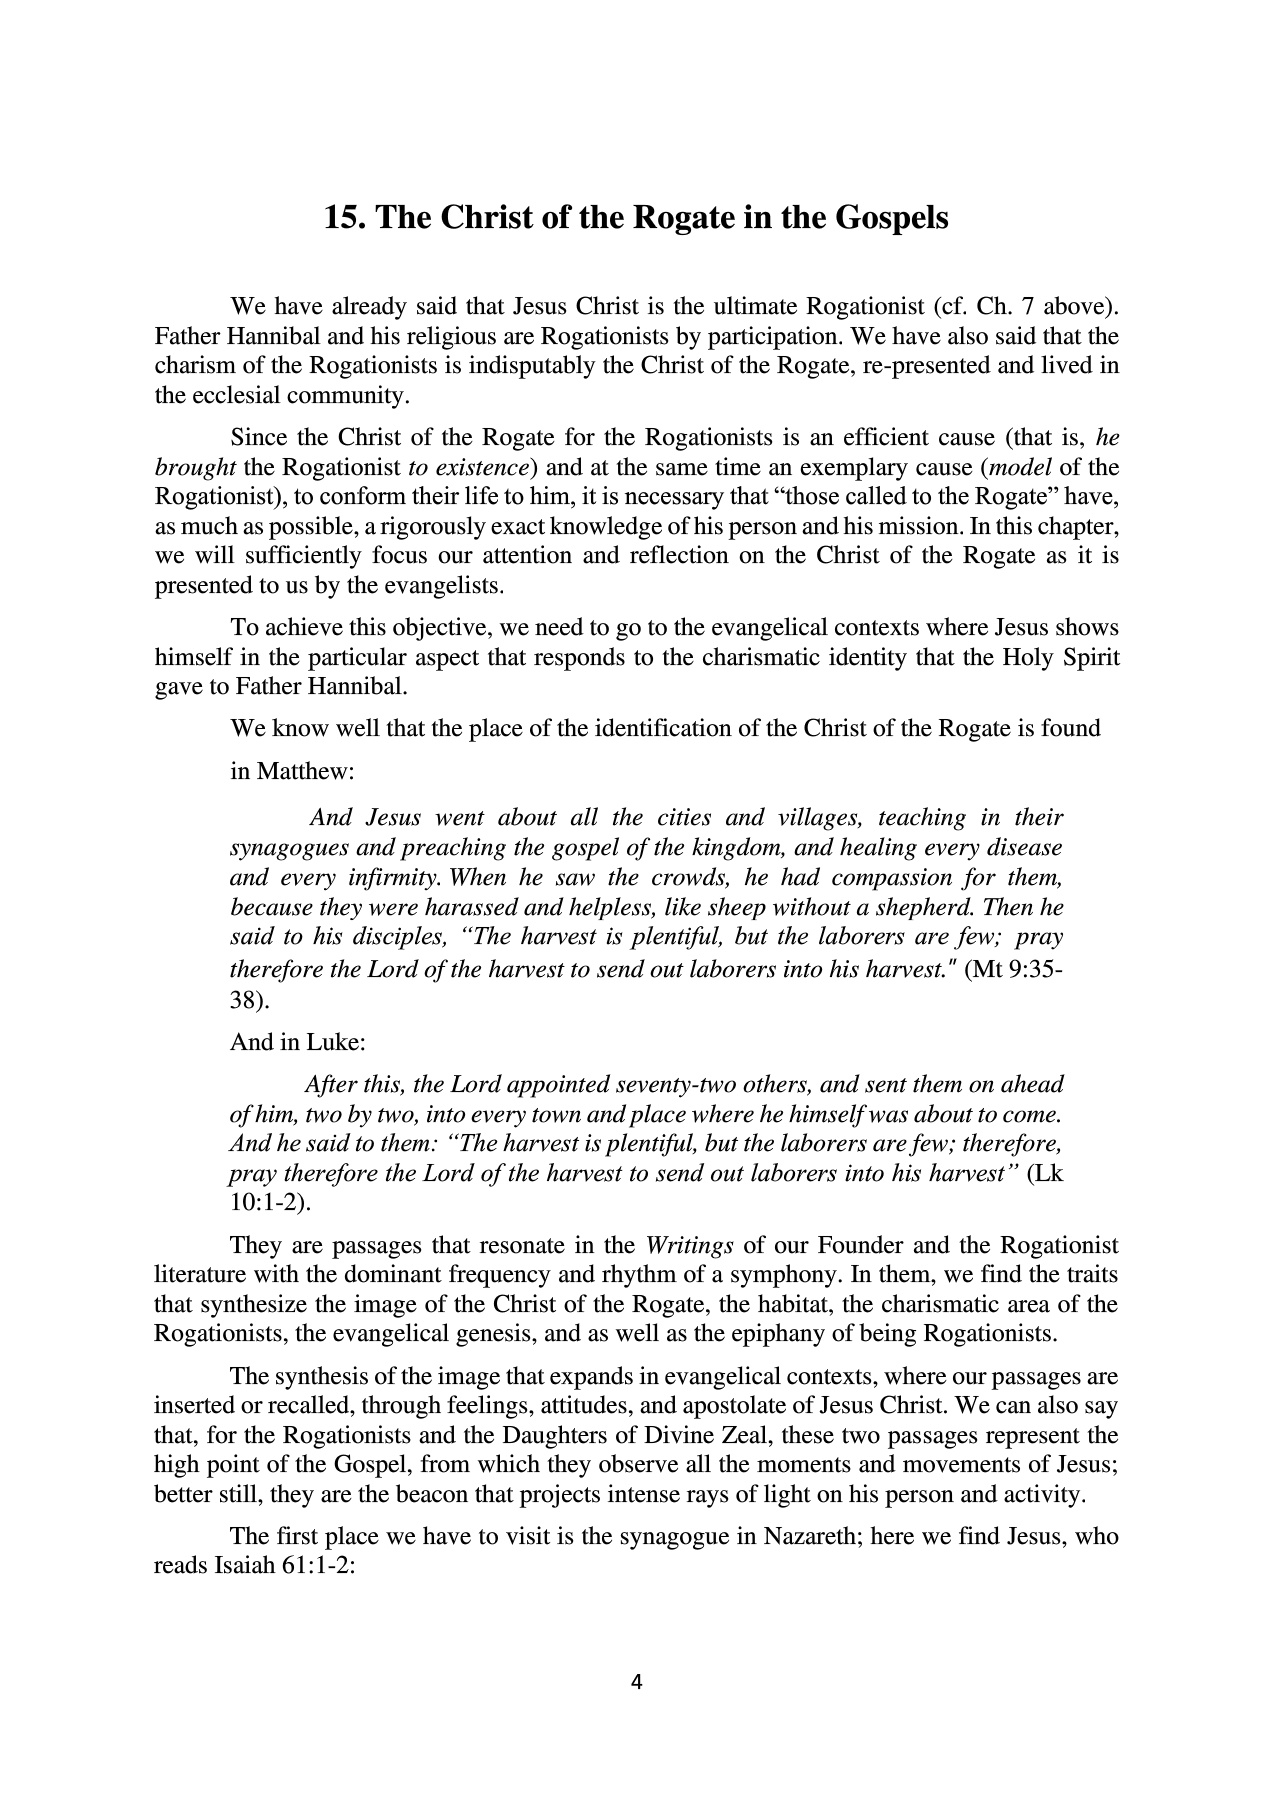 15. The Christ of the Rogate in the Gospels
We have already said that Jesus Christ is the ultimate Rogationist (cf. Ch. 7 above).
Father Hannibal and his religious are Rogationists by participation. We have also said that the
charism of the Rogationists is indisputably the Christ of the Rogate, re-presented and lived in
the ecclesial community.
Since the Christ of the Rogate for the Rogationists is an efficient cause (that is, he
brought the Rogationist to existence) and at the same time an exemplary cause (model of the
Rogationist), to conform their life to him, it is necessary that “those called to the Rogate” have,
as much as possible, a rigorously exact knowledge of his person and his mission. In this chapter,
we will sufficiently focus our attention and reflection on the Christ of the Rogate as it is
presented to us by the evangelists.
To achieve this objective, we need to go to the evangelical contexts where Jesus shows
himself in the particular aspect that responds to the charismatic identity that the Holy Spirit
gave to Father Hannibal.
We know well that the place of the identification of the Christ of the Rogate is found
in Matthew:
And Jesus went about all the cities and villages, teaching in their
synagogues and preaching the gospel of the kingdom, and healing every disease
and every infirmity. When he saw the crowds, he had compassion for them,
because they were harassed and helpless, like sheep without a shepherd. Then he
said to his disciples, “The harvest is plentiful, but the laborers are few; pray
therefore the Lord of the harvest to send out laborers into his harvest." (Mt 9:35-
38).
And in Luke:
After this, the Lord appointed seventy-two others, and sent them on ahead
of him, two by two, into every town and place where he himself was about to come.
And he said to them: “The harvest is plentiful, but the laborers are few; therefore,
pray therefore the Lord of the harvest to send out laborers into his harvest” (Lk
10:1-2).
They are passages that resonate in the Writings of our Founder and the Rogationist
literature with the dominant frequency and rhythm of a symphony. In them, we find the traits
that synthesize the image of the Christ of the Rogate, the habitat, the charismatic area of the
Rogationists, the evangelical genesis, and as well as the epiphany of being Rogationists.
The synthesis of the image that expands in evangelical contexts, where our passages are
inserted or recalled, through feelings, attitudes, and apostolate of Jesus Christ. We can also say
that, for the Rogationists and the Daughters of Divine Zeal, these two passages represent the
high point of the Gospel, from which they observe all the moments and movements of Jesus;
better still, they are the beacon that projects intense rays of light on his person and activity.
The first place we have to visit is the synagogue in Nazareth; here we find Jesus, who
reads Isaiah 61:1-2:
4